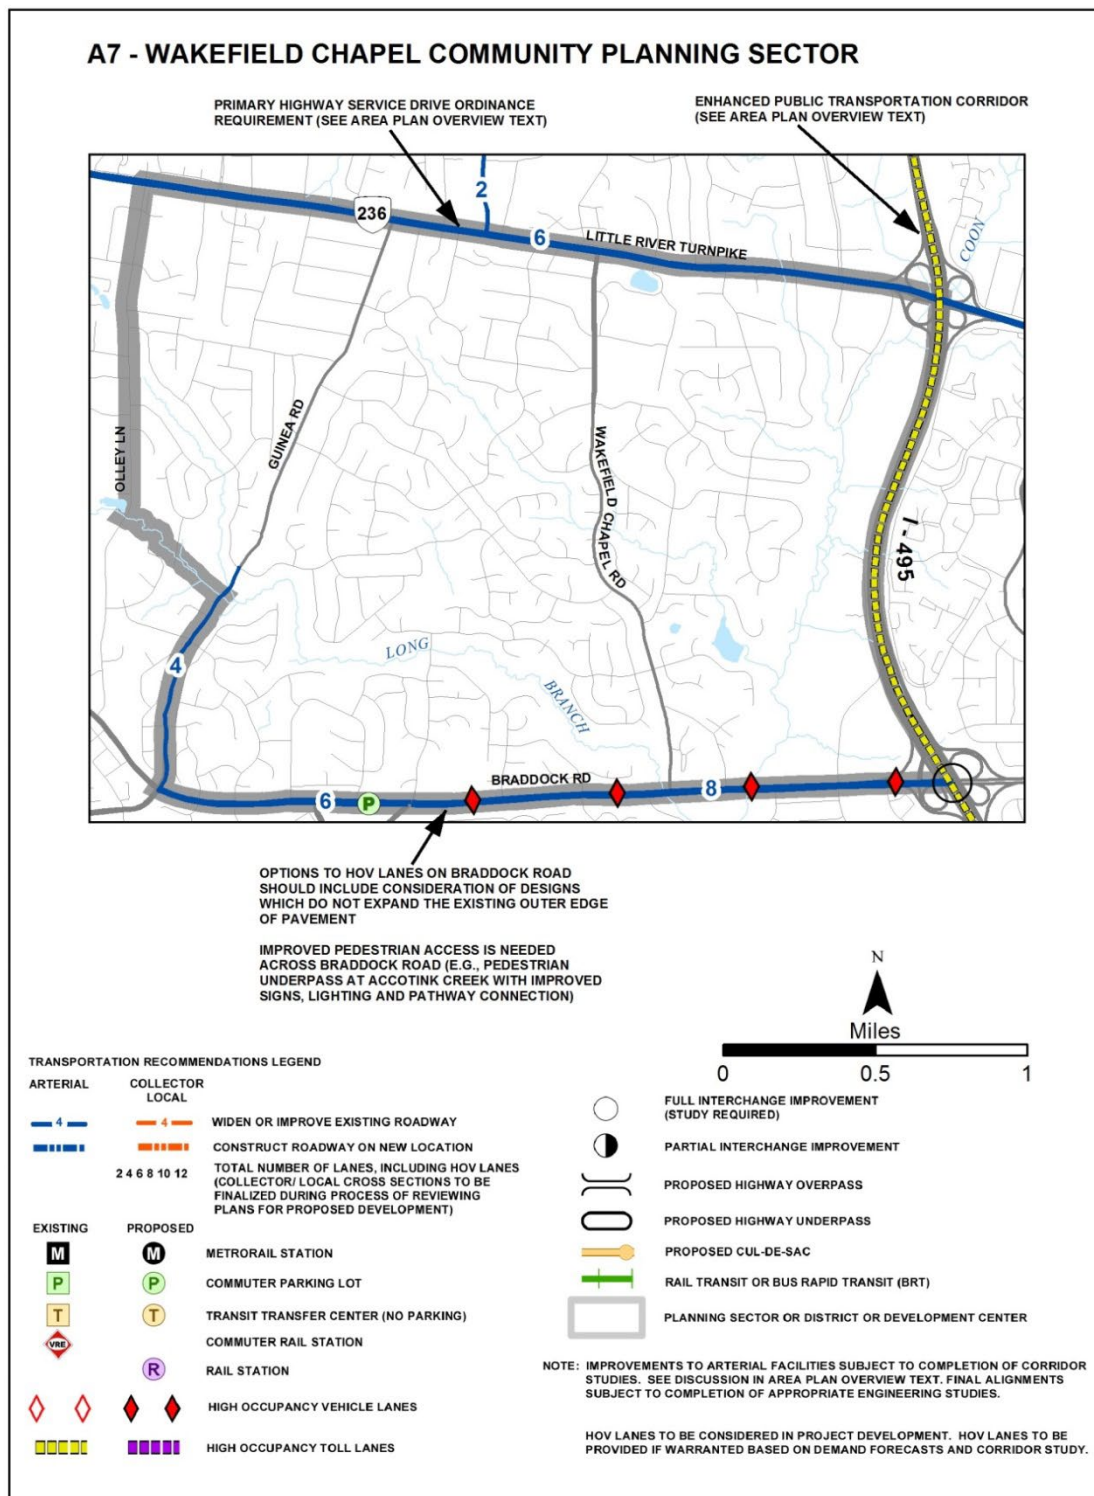 A7 - WAKEFIELD CHAPEL COMMUNITY PLANNING SECTOR
PRIMARY HIGHWAY SERVICE DRIVE ORDINANCE
REQUIREMENT (SEE AREA PLAN OVERVIEW TEXT)
ENHANCED PUBLIC TRANSPORTATION CORRIDOR
(SEE AREA PLAN OVERVIEW TEXT)
2
236
6
LITTLE RIVER TURNPIKE
COON
OLLEY LN
GUINEA RD
WAKEFIELD CHAPEL RD
I - 495
4
LONG
BRANCH
BRADDOCK RD
6
P
8
OPTIONS TO HOV LANES ON BRADDOCK ROAD
SHOULD INCLUDE CONSIDERATION OF DESIGNS
WHICH DO NOT EXPAND THE EXISTING OUTER EDGE
OF PAVEMENT
IMPROVED PEDESTRIAN ACCESS IS NEEDED
ACROSS BRADDOCK ROAD (E.G., PEDESTRIAN
UNDERPASS AT ACCOTINK CREEK WITH IMPROVED
SIGNS, LIGHTING AND PATHWAY CONNECTION)
N
Miles
0 0.5 1
TRANSPORTATION RECOMMENDATIONS LEGEND
ARTERIAL COLLECTOR
LOCAL
4 4 WIDEN OR IMPROVE EXISTING ROADWAY
CONSTRUCT ROADWAY ON NEW LOCATION
2 4 6 8 10 12 TOTAL NUMBER OF LANES, INCLUDING HOV LANES
(COLLECTOR/ LOCAL CROSS SECTIONS TO BE
FINALIZED DURING PROCESS OF REVIEWING
PLANS FOR PROPOSED DEVELOPMENT)
EXISTING PROPOSED
M M METRORAIL STATION
P P COMMUTER PARKING LOT
T T TRANSIT TRANSFER CENTER (NO PARKING)
VRE COMMUTER RAIL STATION
R RAIL STATION
HIGH OCCUPANCY VEHICLE LANES
HIGH OCCUPANCY TOLL LANES
FULL INTERCHANGE IMPROVEMENT
(STUDY REQUIRED)
PARTIAL INTERCHANGE IMPROVEMENT
PROPOSED HIGHWAY OVERPASS
PROPOSED HIGHWAY UNDERPASS
PROPOSED CUL-DE-SAC
RAIL TRANSIT OR BUS RAPID TRANSIT (BRT)
PLANNING SECTOR OR DISTRICT OR DEVELOPMENT CENTER
NOTE: IMPROVEMENTS TO ARTERIAL FACILITIES SUBJECT TO COMPLETION OF CORRIDOR
STUDIES. SEE DISCUSSION IN AREA PLAN OVERVIEW TEXT. FINAL ALIGNMENTS
SUBJECT TO COMPLETION OF APPROPRIATE ENGINEERING STUDIES.
HOV LANES TO BE CONSIDERED IN PROJECT DEVELOPMENT. HOV LANES TO BE
PROVIDED IF WARRANTED BASED ON DEMAND FORECASTS AND CORRIDOR STUDY.